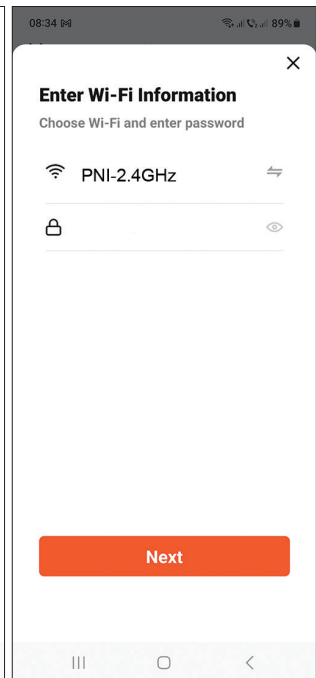 08:34
89%
Enter Wi-Fi Information
Choose Wi-Fi and enter password
PNI-2.4GHz
Next